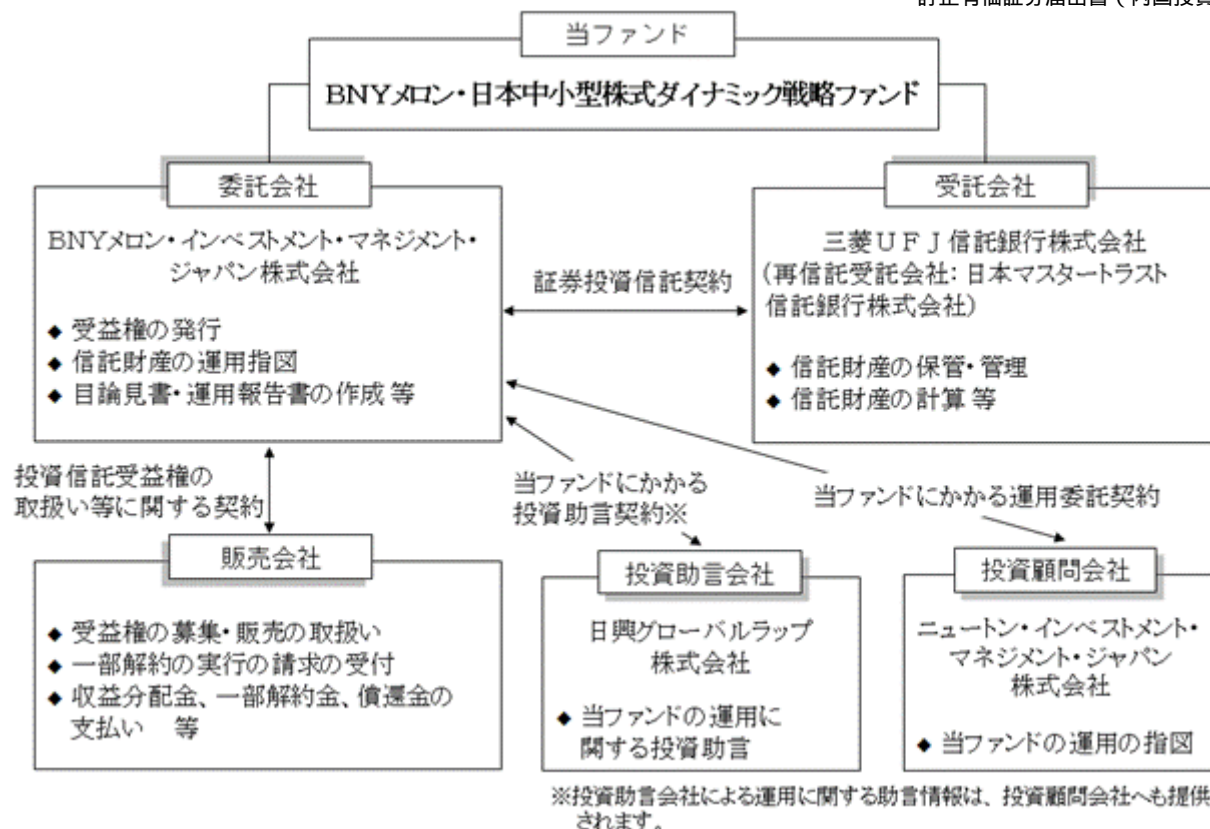 訂正有価証券届出書（内国投資
当ファンド
BNYメロン・日本中小型株式ダイナミック戦略ファンド
委託会社
BNYメロン・インベストメント・マネジメント・
ジャパン株式会社
◆ 受益権の発行
◆ 信託財産の運用指図
◆ 目論見書・運用報告書の作成 等
証券投資信託契約
受託会社
三菱ＵＦＪ信託銀行株式会社
(再信託受託会社：日本マスタートラスト
信託銀行株式会社)
◆ 信託財産の保管・管理
◆ 信託財産の計算 等
投資信託受益権の
取扱い等に関する契約
当ファンドにかかる
投資助言契約※
当ファンドにかかる運用委託契約
販売会社
◆ 受益権の募集・販売の取扱い
◆ 一部解約の実行の請求の受付
◆ 収益分配金、一部解約金、償還金の
支払い 等
投資助言会社
日興グローバルラップ
株式会社
◆ 当ファンドの運用に
関する投資助言
投資顧問会社
ニュートン・インベストメント・
マネジメント・ジャパン
株式会社
◆ 当ファンドの運用の指図
※投資助言会社による運用に関する助言情報は、投資顧問会社へも提供
されます。